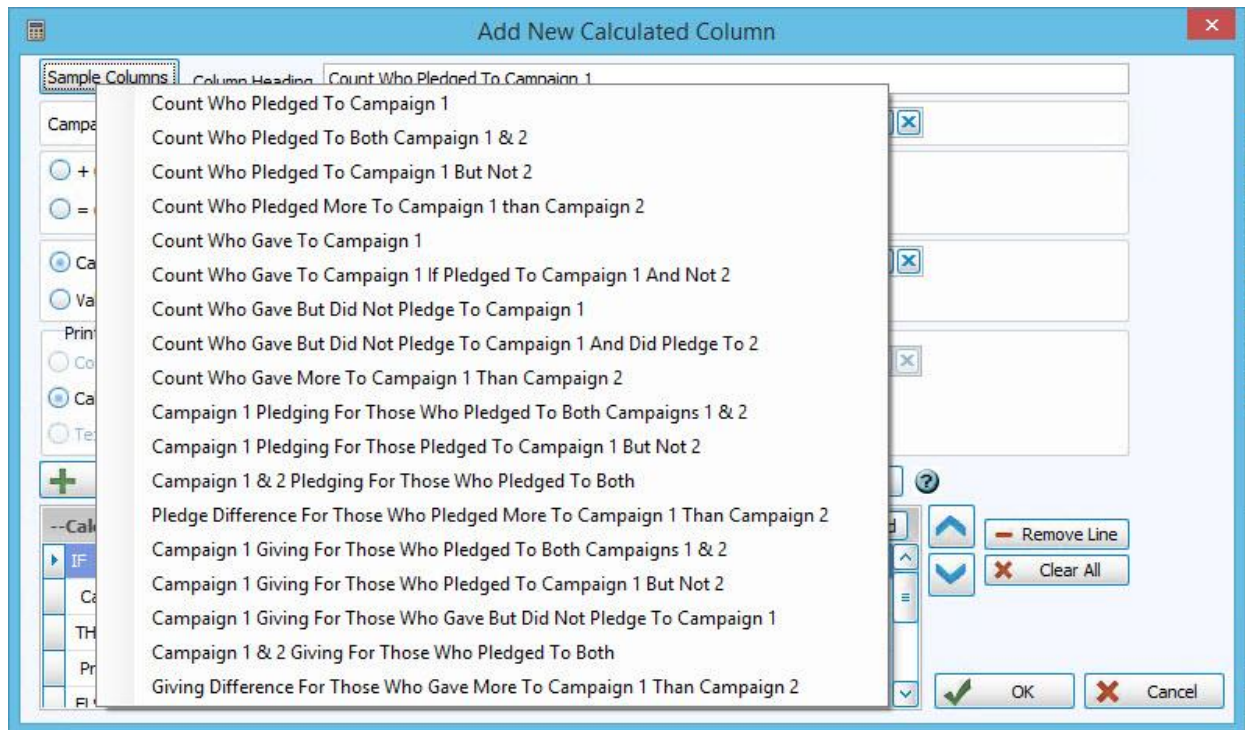 Add New Calculated Column
Sample Columns Column Heading Count Who Pledged To Campaign 1
Count Who Pledged To Campaign 1
Count Who Pledged To Both Campaign 1 & 2
Count Who Pledged To Campaign 1 But Not 2
Count Who Pledged More To Campaign 1 than Campaign 2
Count Who Gave To Campaign 1
Count Who Gave To Campaign 1 If Pledged To Campaign 1 And Not 2
Count Who Gave But Did Not Pledge To Campaign 1
Count Who Gave But Did Not Pledge To Campaign 1 And Did Pledge To 2
Count Who Gave More To Campaign 1 Than Campaign 2
Campaign 1 Pledging For Those Who Pledged To Both Campaigns 1 & 2
Campaign 1 Pledging For Those Pledged To Campaign 1 But Not 2
Campaign 1 & 2 Pledging For Those Who Pledged To Both
Pledge Difference For Those Who Pledged More To Campaign 1 Than Campaign 2
Campaign 1 Giving For Those Who Pledged To Both Campaigns 1 & 2
Campaign 1 Giving For Those Who Pledged To Campaign 1 But Not 2
Campaign 1 Giving For Those Who Gave But Did Not Pledge To Campaign 1
Campaign 1 & 2 Giving For Those Who Pledged To Both
Giving Difference For Those Who Gave More To Campaign 1 Than Campaign 2
Campa
+
=
Ca
Va
Prin
Co
Ca
Te
--Cal
IF
Ca
TH
Pr
Remove Line
Clear All
OK Cancel